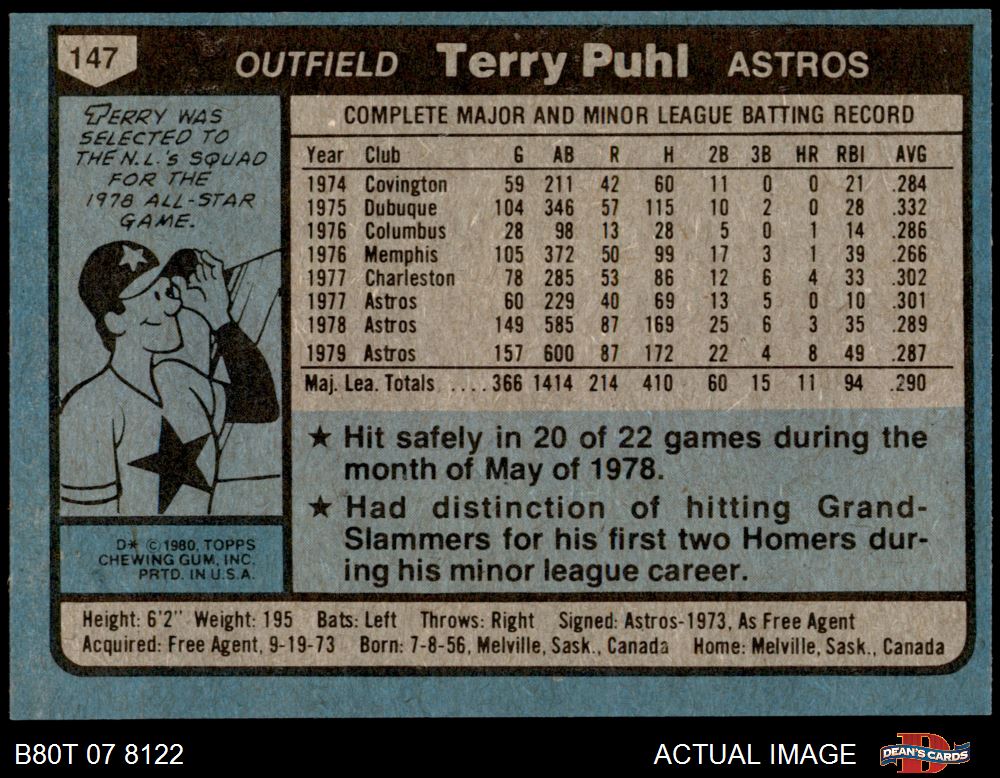 147
OUTFIELD Terry Puhl ASTROS
TERRY WAS
SELECTED TO
THE N.L.'S SQUAD
FOR THE
1978 ALL-STAR
GAME.
D* © 1980, TOPPS
CHEWING GUM, INC.
PRTD. IN U.S.A.
COMPLETE MAJOR AND MINOR LEAGUE BATTING RECORD
Year Club G AB R H 2B 3B HR RBI AVG
1974 Covington 59 211 42 60 11 0 0 21 .284
1975 Dubuque 104 346 57 115 10 2 0 28 .332
1976 Columbus 28 98 13 28 5 0 1 14 .286
1976 Memphis 105 372 50 99 17 3 1 39 .266
1977 Charleston 78 285 53 86 12 6 4 33 .302
1977 Astros 60 229 40 69 13 5 0 10 .301
1978 Astros 149 585 87 169 25 6 3 35 .289
1979 Astros 157 600 87 172 22 4 8 49 .287
Maj. Lea. Totals ....366 1414 214 410 60 15 11 94 .290
★ Hit safely in 20 of 22 games during the
month of May of 1978.
★ Had distinction of hitting Grand-
Slammers for his first two Homers dur-
ing his minor league career.
Height: 6'2" Weight: 195 Bats: Left Throws: Right Signed: Astros-1973, As Free Agent
Acquired: Free Agent, 9-19-73 Born: 7-8-56, Melville, Sask., Canada Home: Melville, Sask., Canada
B80T 07 8122
ACTUAL IMAGE
D
DEAN'S CARDS